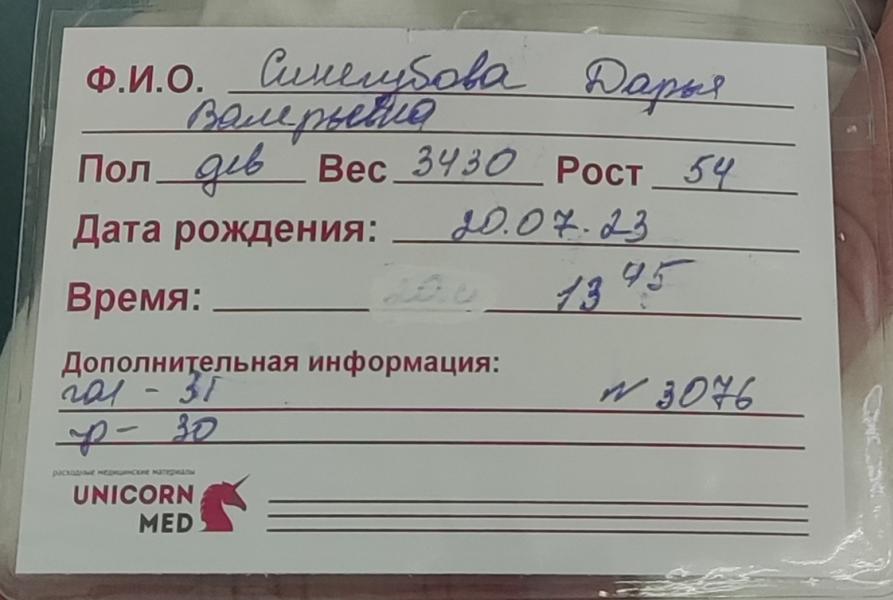 Ф.И.О. Синегубова Дарья
Валерьевна
Пол дев Вес 3430 Рост 54
Дата рождения: 20.07.23
Время: 13 45
Дополнительная информация:
гол - 35 № 3076
гр - 30
расходные медицинские материалы
UNICORN
MED